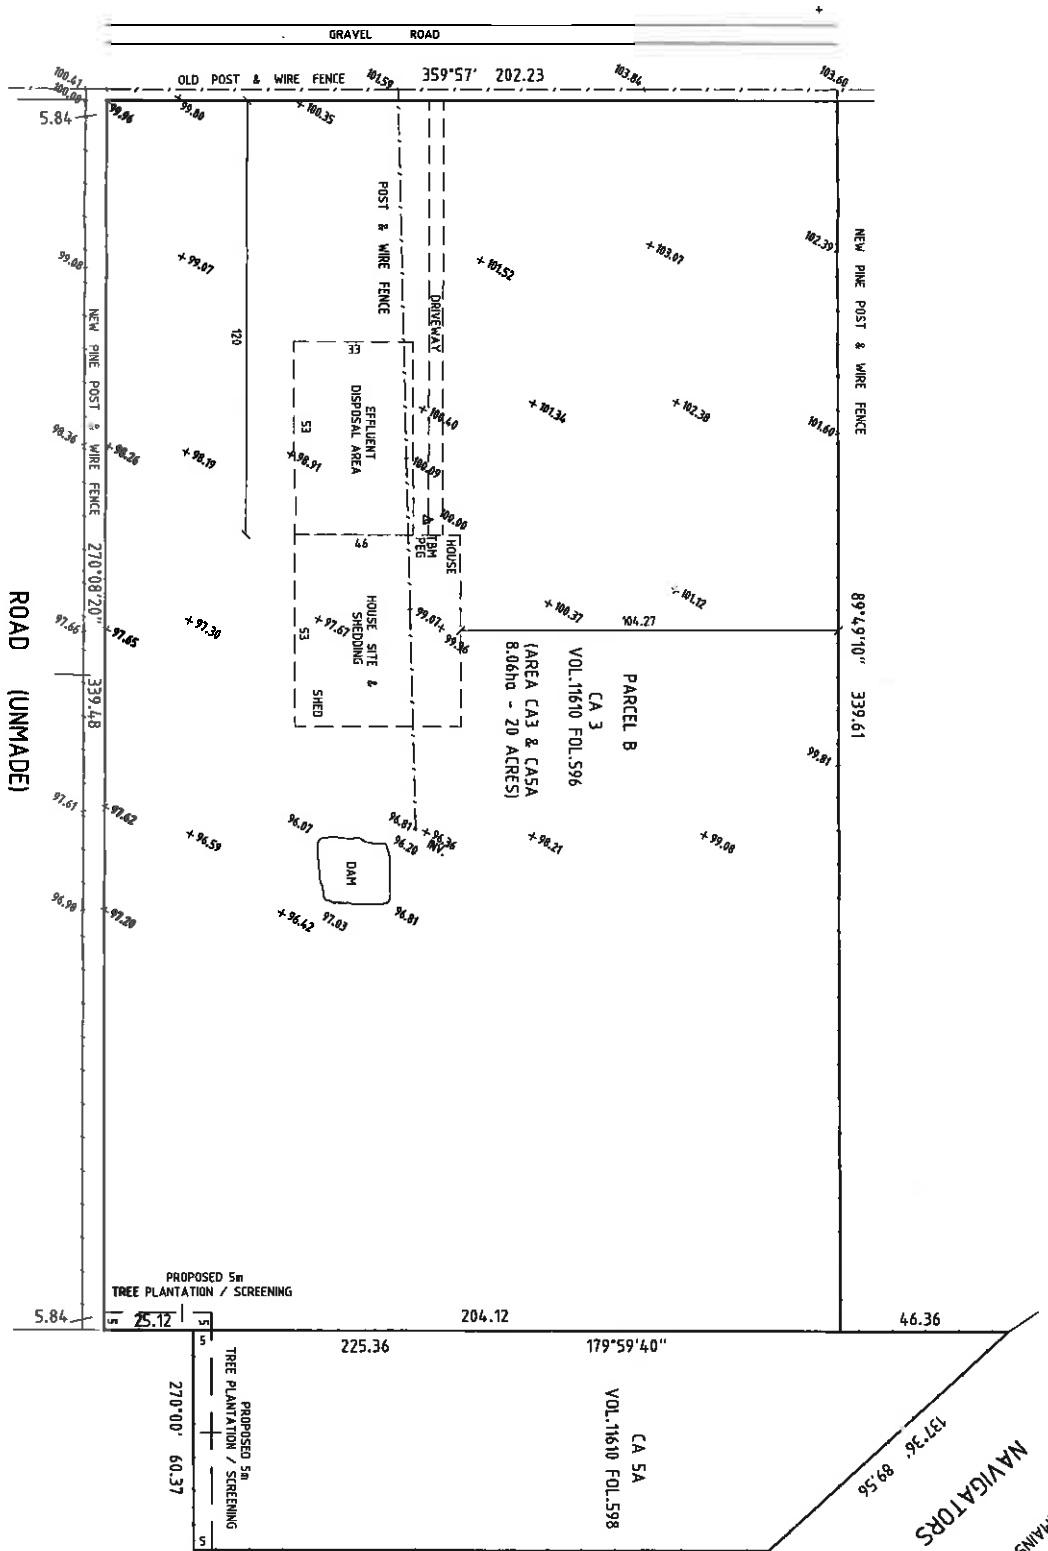 GRAVEL ROAD
OLD POST & WIRE FENCE
359°57' 202.23
100.41
100.00
101.59
103.84
103.60
5.84
99.96
+ 99.80
+ 100.35
POST & WIRE FENCE
DRIVEWAY
NEW PINE POST & WIRE FENCE
89°49'10" 339.61
102.39
+ 103.07
+ 101.52
+ 99.07
99.08
120
33
EFFLUENT
DISPOSAL AREA
53
+ 100.40
+ 101.34
+ 102.38
101.60
98.36
+ 98.26
+ 98.19
+ 98.91
100.09
100.00
TBM
PEG
HOUSE
46
HOUSE SITE &
SHEDDING
53
SHED
NEW PINE POST & WIRE FENCE
270°08'20" 339.48
97.66
97.65
+ 97.30
+ 97.67
99.07
+ 99.36
+ 100.37
+ 101.12
104.27
PARCEL B
CA 3
VOL.11610 FOL.596
(AREA CA3 & CA5A
8.06ha - 20 ACRES)
99.81
ROAD (UNMADE)
97.61
97.62
+ 96.59
96.07
96.81
+ 96.36
INV.
96.20
+ 98.21
+ 99.08
DAM
96.98
97.20
+ 96.42
97.03
96.81
PROPOSED 5m
TREE PLANTATION / SCREENING
5.84
5
25.12
5
204.12
46.36
5
225.36
179°59'40"
PROPOSED 5m
TREE PLANTATION / SCREENING
270°00' 60.37
5
CA 5A
VOL.11610 FOL.598
137°36' 89.56
NAVIGATORS